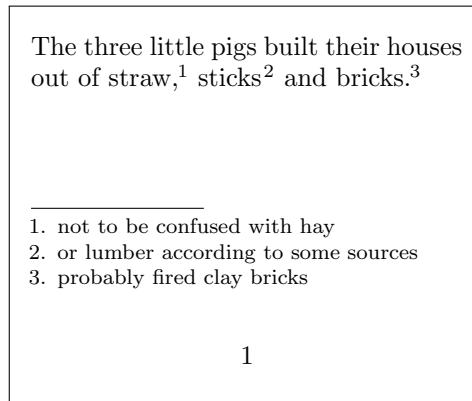 The three little pigs built their houses
out of straw,¹ sticks² and bricks.³
1. not to be confused with hay
2. or lumber according to some sources
3. probably fired clay bricks
1